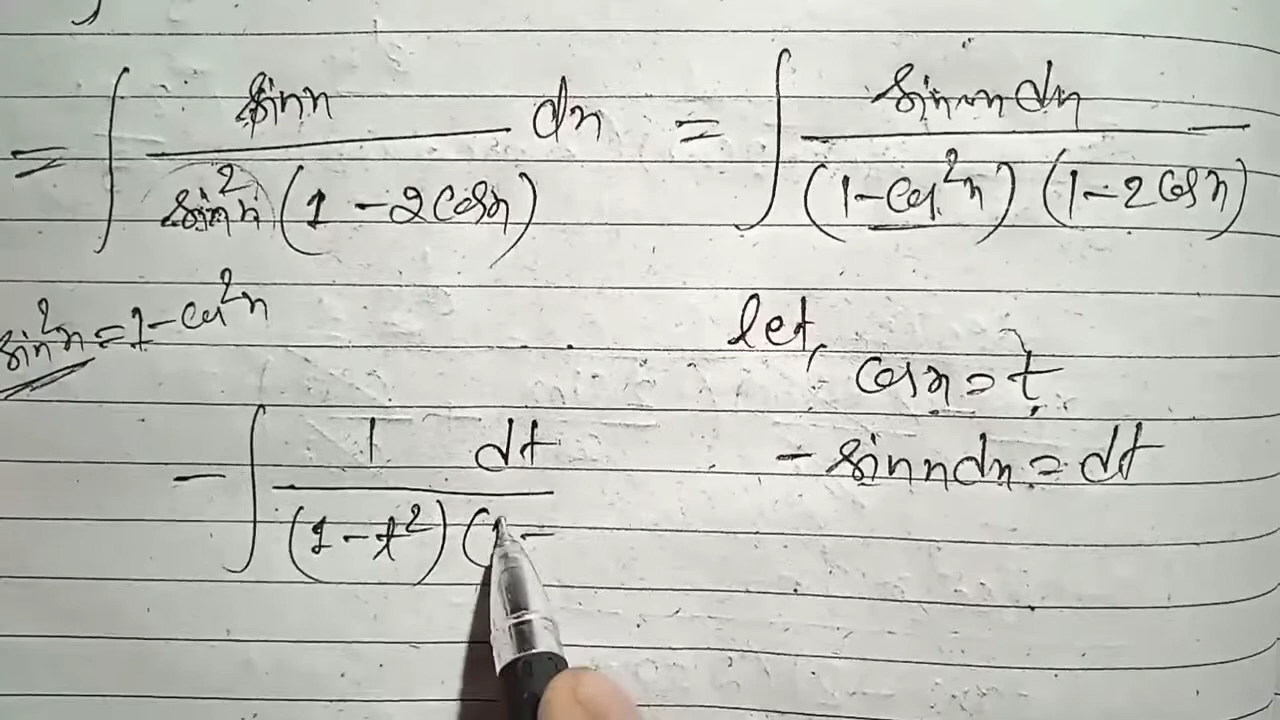 = ∫ sinx / sin²x (1 - 2cosx) dx = ∫ sinx dx / (1-cos²x) (1-2cosx)
sin²x = 1-cos²x
let,
cosx = t
- sinx dx = dt
- ∫ 1 dt / (1-t²) (1-